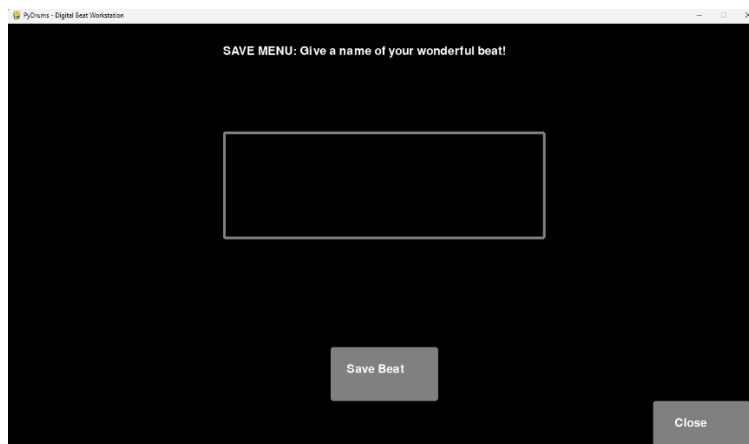 PyDrums - Digital Beat Workstation
SAVE MENU: Give a name of your wonderful beat!
Save Beat
Close